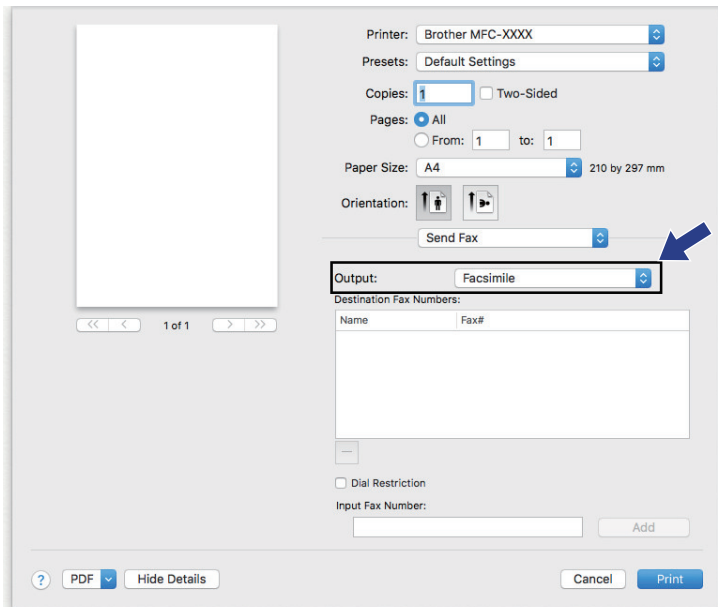 Printer: Brother MFC-XXXX
Presets: Default Settings
Copies: 1 Two-Sided
Pages: All
From: 1 to: 1
Paper Size: A4 210 by 297 mm
Orientation:
Send Fax
Output: Facsimile
Destination Fax Numbers:
Name Fax#
<< < 1 of 1 > >>
Dial Restriction
Input Fax Number:
Add
? PDF Hide Details Cancel Print